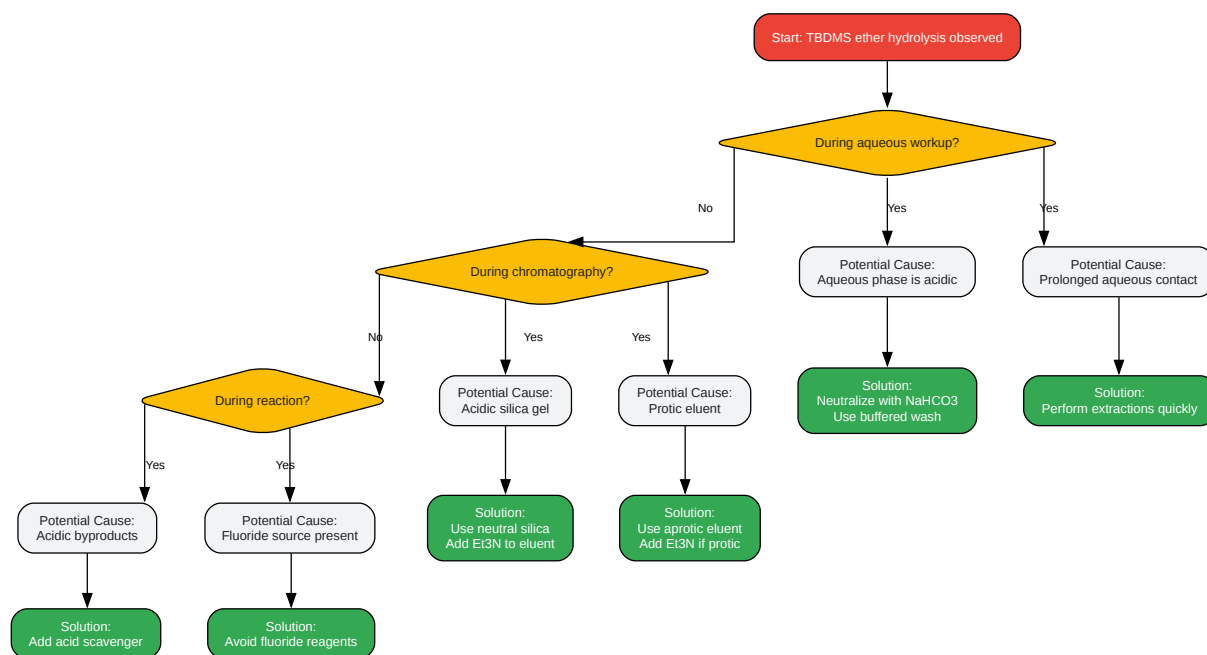 Start: TBDMS ether hydrolysis observed
During aqueous workup?
No
Yes
Yes
During chromatography?
Potential Cause:
Aqueous phase is acidic
Potential Cause:
Prolonged aqueous contact
No
Yes
Yes
During reaction?
Potential Cause:
Acidic silica gel
Potential Cause:
Protic eluent
Solution:
Neutralize with NaHCO3
Use buffered wash
Solution:
Perform extractions quickly
Yes
Yes
Potential Cause:
Acidic byproducts
Potential Cause:
Fluoride source present
Solution:
Use neutral silica
Add Et3N to eluent
Solution:
Use aprotic eluent
Add Et3N if protic
Solution:
Add acid scavenger
Solution:
Avoid fluoride reagents